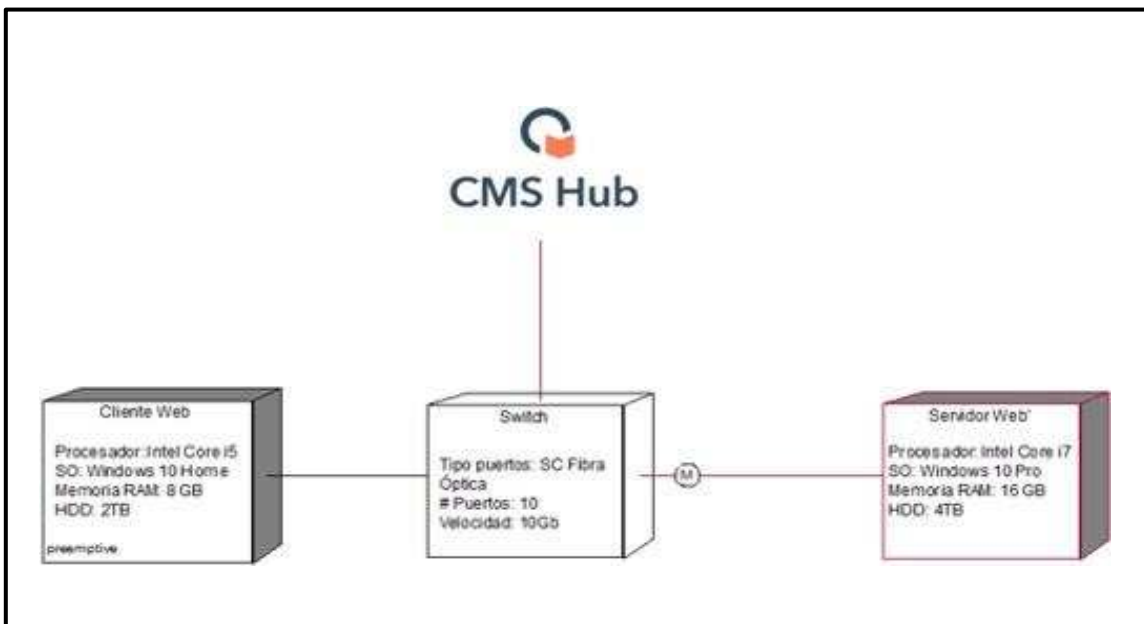 CMS Hub
Cliente Web
Procesador: Intel Core i5
SO: Windows 10 Home
Memoria RAM: 8 GB
HDD: 2TB
preemptive
Switch
Tipo puertos: SC Fibra
Óptica
# Puertos: 10
Velocidad: 10Gb
M
Servidor Web'
Procesador: Intel Core i7
SO: Windows 10 Pro
Memoria RAM: 16 GB
HDD: 4TB